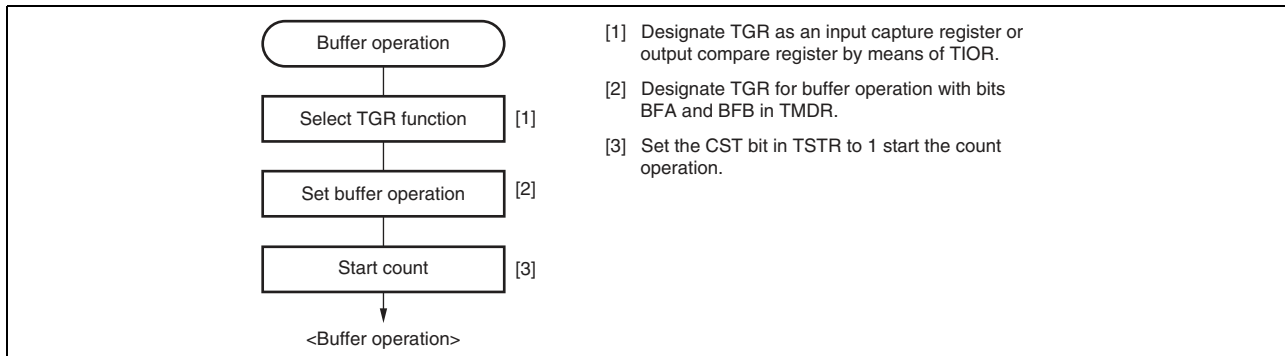 Buffer operation
Select TGR function
[1]
Set buffer operation
[2]
Start count
[3]
<Buffer operation>
[1] Designate TGR as an input capture register or
output compare register by means of TIOR.
[2] Designate TGR for buffer operation with bits
BFA and BFB in TMDR.
[3] Set the CST bit in TSTR to 1 start the count
operation.